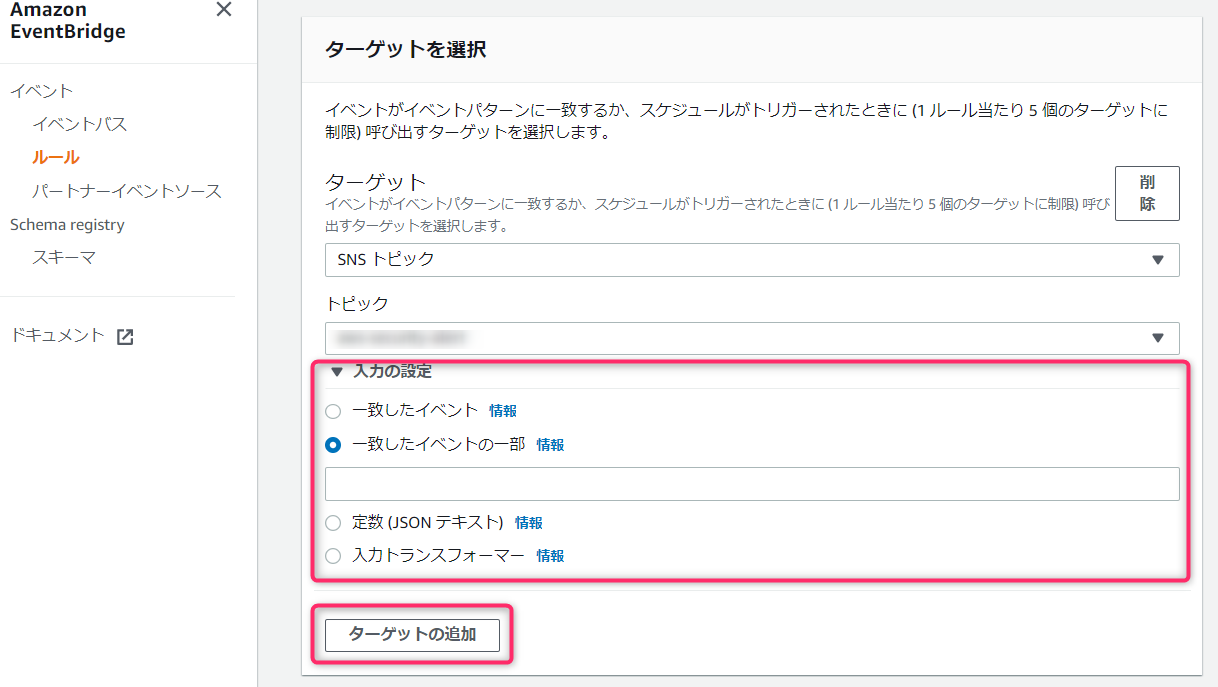 Amazon
EventBridge
イベント
イベントバス
ルール
パートナーイベントソース
Schema registry
スキーマ
ドキュメント
ターゲットを選択
イベントがイベントパターンに一致するか、スケジュールがトリガーされたときに (1 ルール当たり 5 個のターゲットに
制限) 呼び出すターゲットを選択します。
ターゲット
イベントがイベントパターンに一致するか、スケジュールがトリガーされたときに (1 ルール当たり 5 個のターゲットに制限) 呼び
出すターゲットを選択します。
削
除
SNS トピック
トピック
入力の設定
一致したイベント 情報
一致したイベントの一部 情報
定数 (JSON テキスト) 情報
入力トランスフォーマー 情報
ターゲットの追加